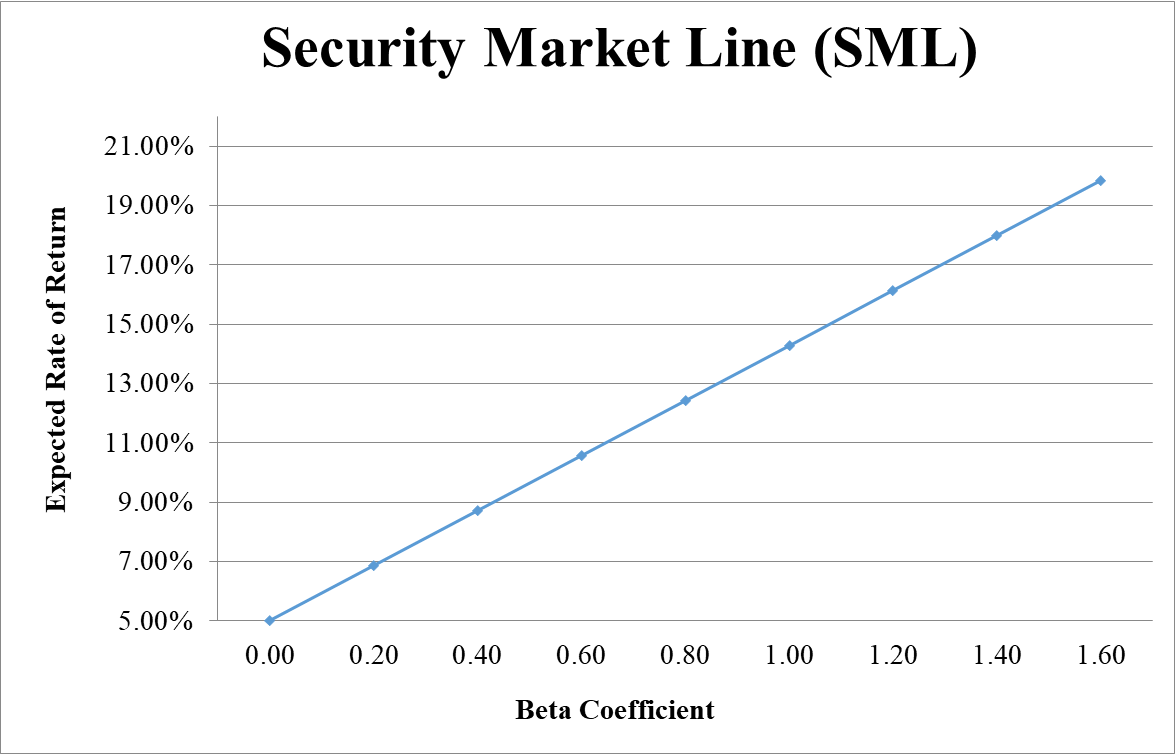 Security Market Line (SML)
21.00%
19.00%
17.00%
15.00%
13.00%
11.00%
9.00%
7.00%
5.00%
Expected Rate of Return
0.00 0.20 0.40 0.60 0.80 1.00 1.20 1.40 1.60
Beta Coefficient